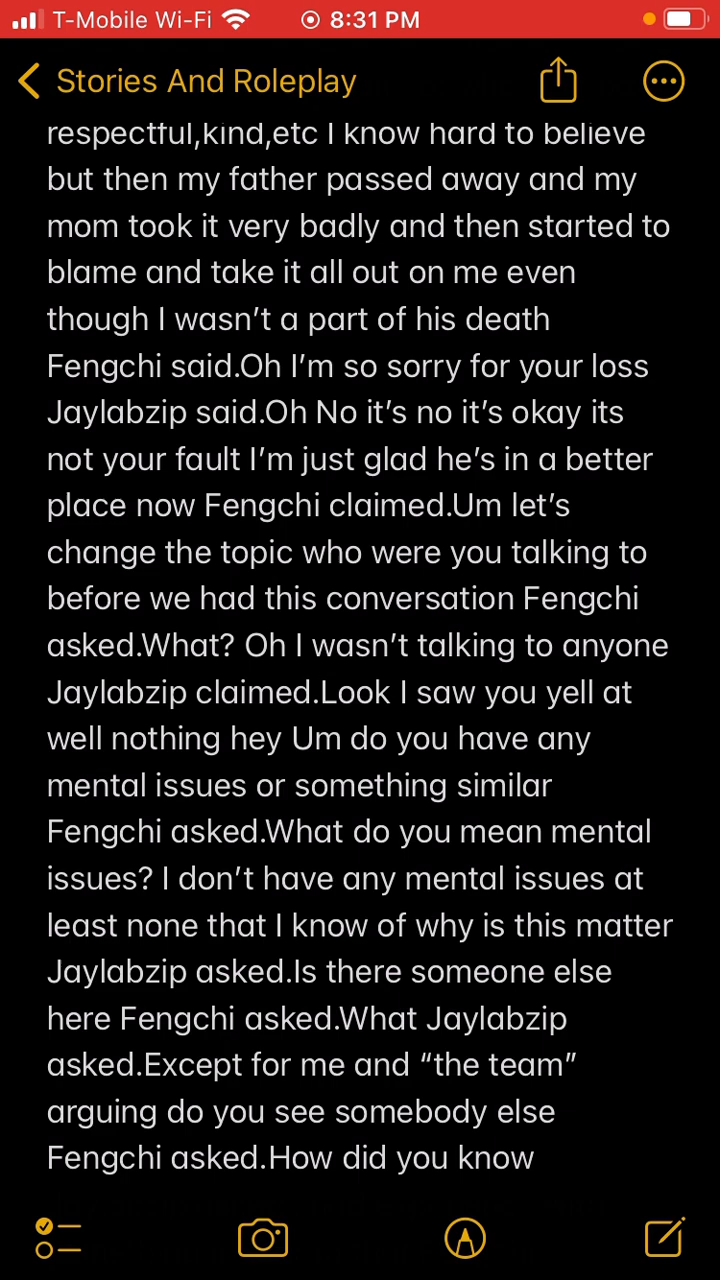 T-Mobile Wi-Fi 8:31 PM
Stories And Roleplay
respectful,kind,etc I know hard to believe
but then my father passed away and my
mom took it very badly and then started to
blame and take it all out on me even
though I wasn’t a part of his death
Fengchi said.Oh I’m so sorry for your loss
Jaylabzip said.Oh No it’s no it’s okay its
not your fault I’m just glad he’s in a better
place now Fengchi claimed.Um let’s
change the topic who were you talking to
before we had this conversation Fengchi
asked.What? Oh I wasn’t talking to anyone
Jaylabzip claimed.Look I saw you yell at
well nothing hey Um do you have any
mental issues or something similar
Fengchi asked.What do you mean mental
issues? I don’t have any mental issues at
least none that I know of why is this matter
Jaylabzip asked.Is there someone else
here Fengchi asked.What Jaylabzip
asked.Except for me and “the team”
arguing do you see somebody else
Fengchi asked.How did you know